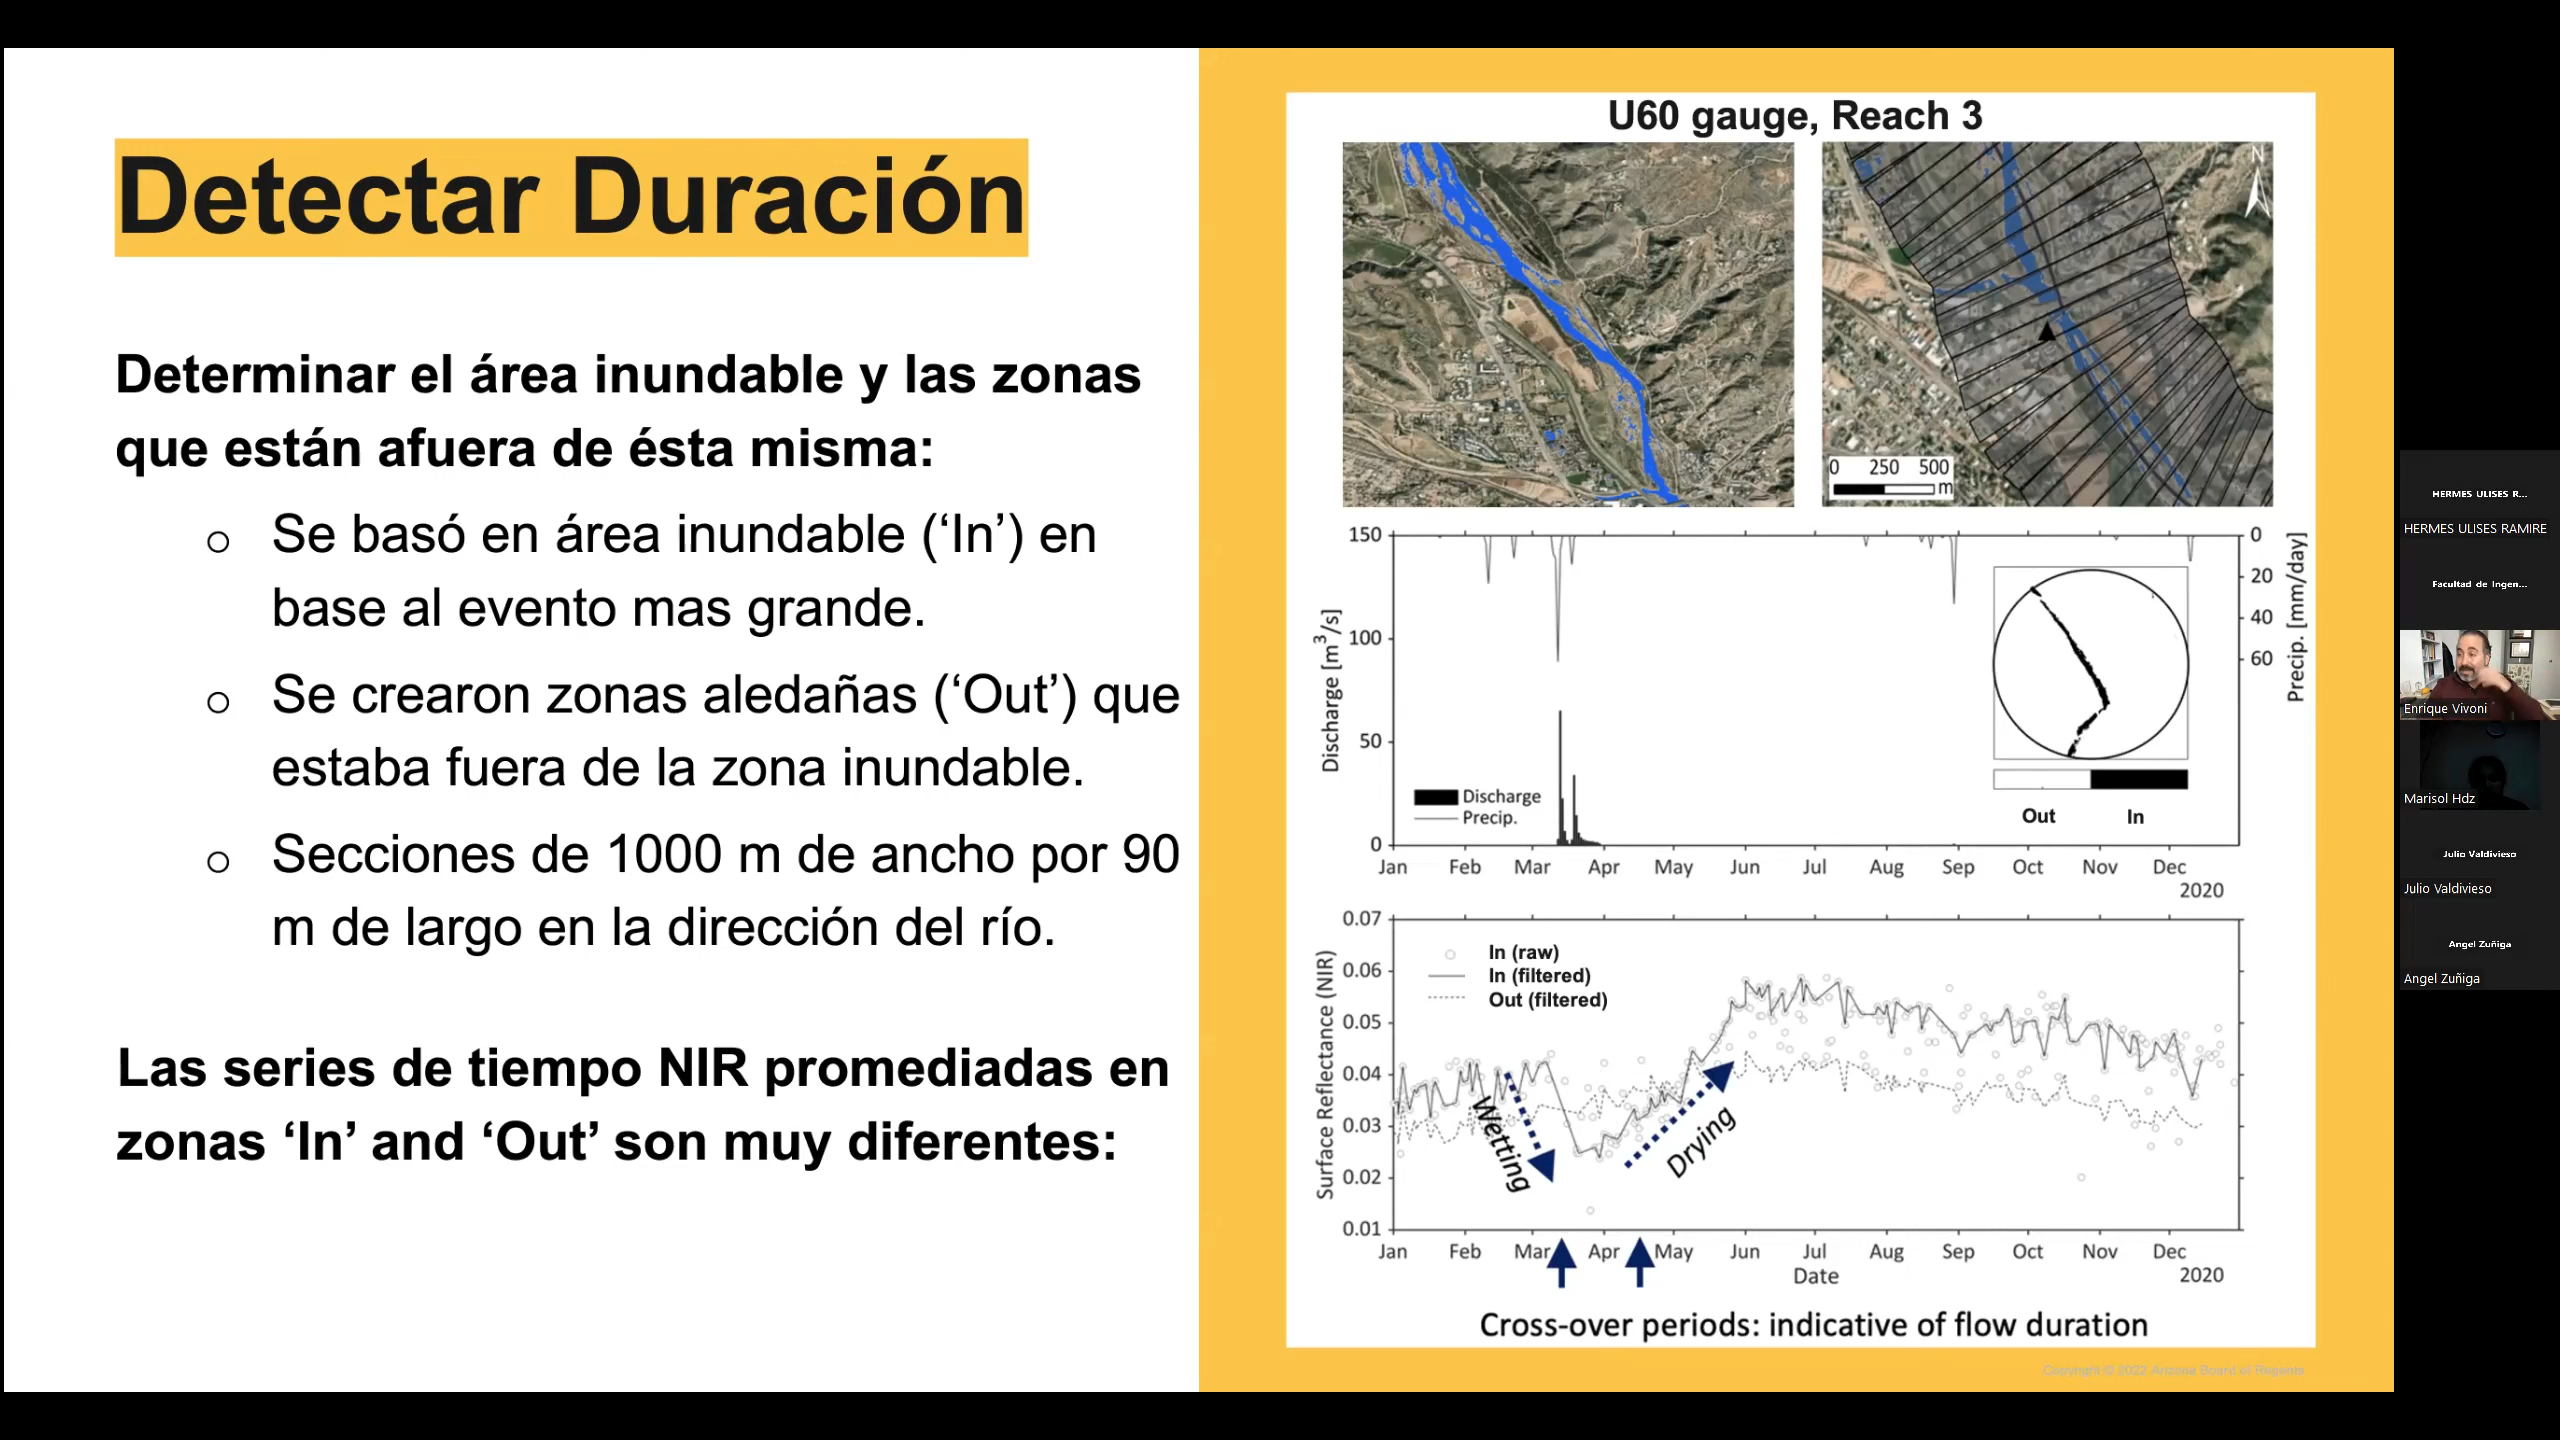 Detectar Duración
Determinar el área inundable y las zonas
que están afuera de ésta misma:
o Se basó en área inundable (‘In’) en
base al evento mas grande.
o Se crearon zonas aledañas (‘Out’) que
estaba fuera de la zona inundable.
o Secciones de 1000 m de ancho por 90
m de largo en la dirección del río.
Las series de tiempo NIR promediadas en
zonas ‘In’ and ‘Out’ son muy diferentes:
U60 gauge, Reach 3
N
0 250 500
m
150
100
50
0
Discharge [m³/s]
0
20
40
60
Precip. [mm/day]
Discharge
Precip.
Out In
Jan Feb Mar Apr May Jun Jul Aug Sep Oct Nov Dec
2020
0.07
0.06
0.05
0.04
0.03
0.02
0.01
Surface Reflectance (NIR)
In (raw)
In (filtered)
Out (filtered)
Wetting
Drying
Jan Feb Mar Apr May Jun Jul Aug Sep Oct Nov Dec
Date
2020
Cross-over periods: indicative of flow duration
Copyright © 2022 Arizona Board of Regents
HERMES ULISES R...
HERMES ULISES RAMIRE
Facultad de Ingen...
Enrique Vivoni
Marisol Hdz
Julio Valdivieso
Julio Valdivieso
Angel Zuñiga
Angel Zuñiga